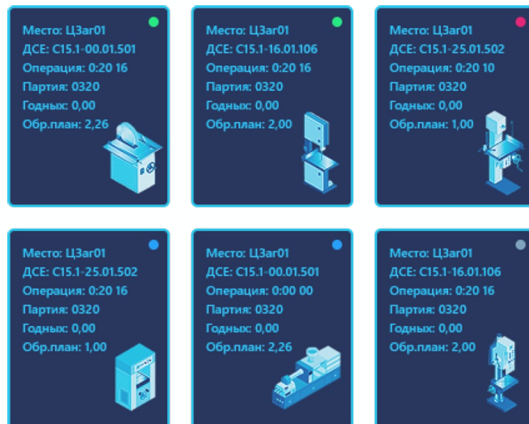 Место: ЦЗаг01
ДСЕ: С15.1-00.01.501
Операция: 0:20 16
Партия: 0320
Годных: 0,00
Обр.план: 2,26
Место: ЦЗаг01
ДСЕ: С15.1-16.01.106
Операция: 0:20 16
Партия: 0320
Годных: 0,00
Обр.план: 2,00
Место: ЦЗаг01
ДСЕ: С15.1-25.01.502
Операция: 0:20 10
Партия: 0320
Годных: 0,00
Обр.план: 1,00
Место: ЦЗаг01
ДСЕ: С15.1-25.01.502
Операция: 0:20 16
Партия: 0320
Годных: 0,00
Обр.план: 1,00
Место: ЦЗаг01
ДСЕ: С15.1-00.01.501
Операция: 0:00 00
Партия: 0320
Годных: 0,00
Обр.план: 2,26
Место: ЦЗаг01
ДСЕ: С15.1-16.01.106
Операция: 0:20 16
Партия: 0320
Годных: 0,00
Обр.план: 2,00